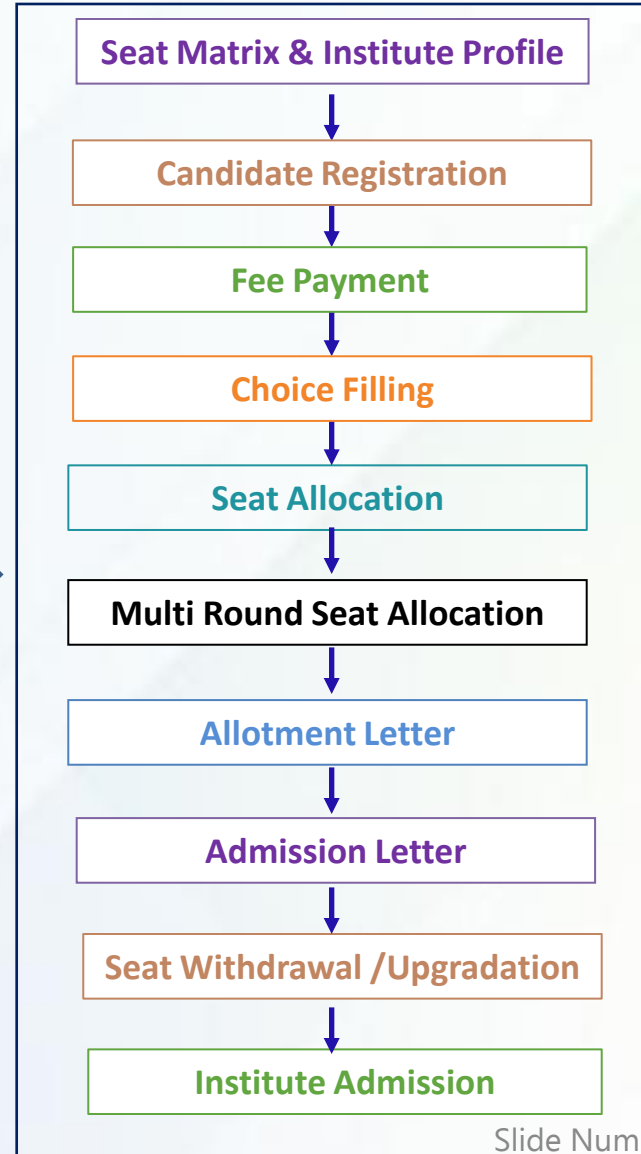 Seat Matrix & Institute Profile
Candidate Registration
Fee Payment
Choice Filling
Seat Allocation
Multi Round Seat Allocation
Allotment Letter
Admission Letter
Seat Withdrawal /Upgradation
Institute Admission
Slide Num